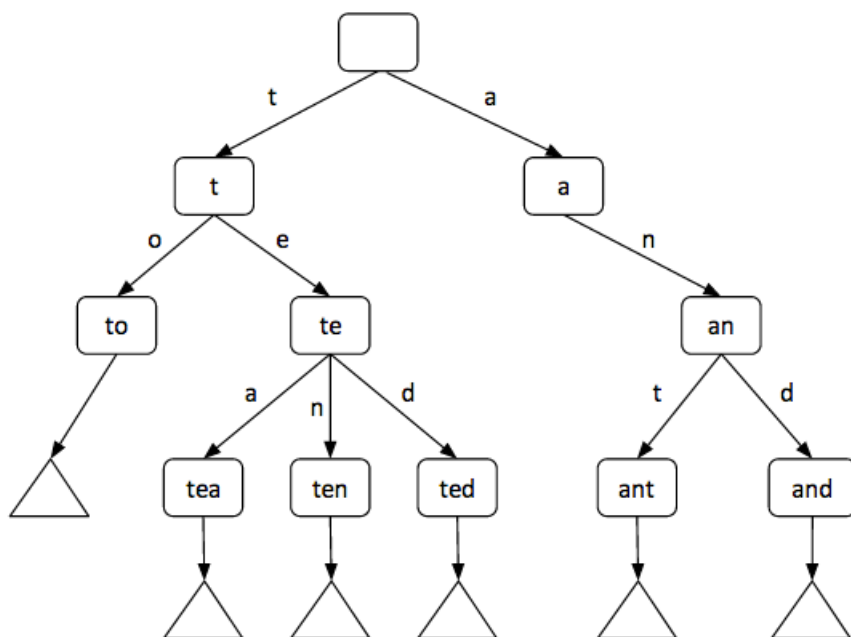 t a
t a
o e n
to te an
a n d t d
tea ten ted ant and